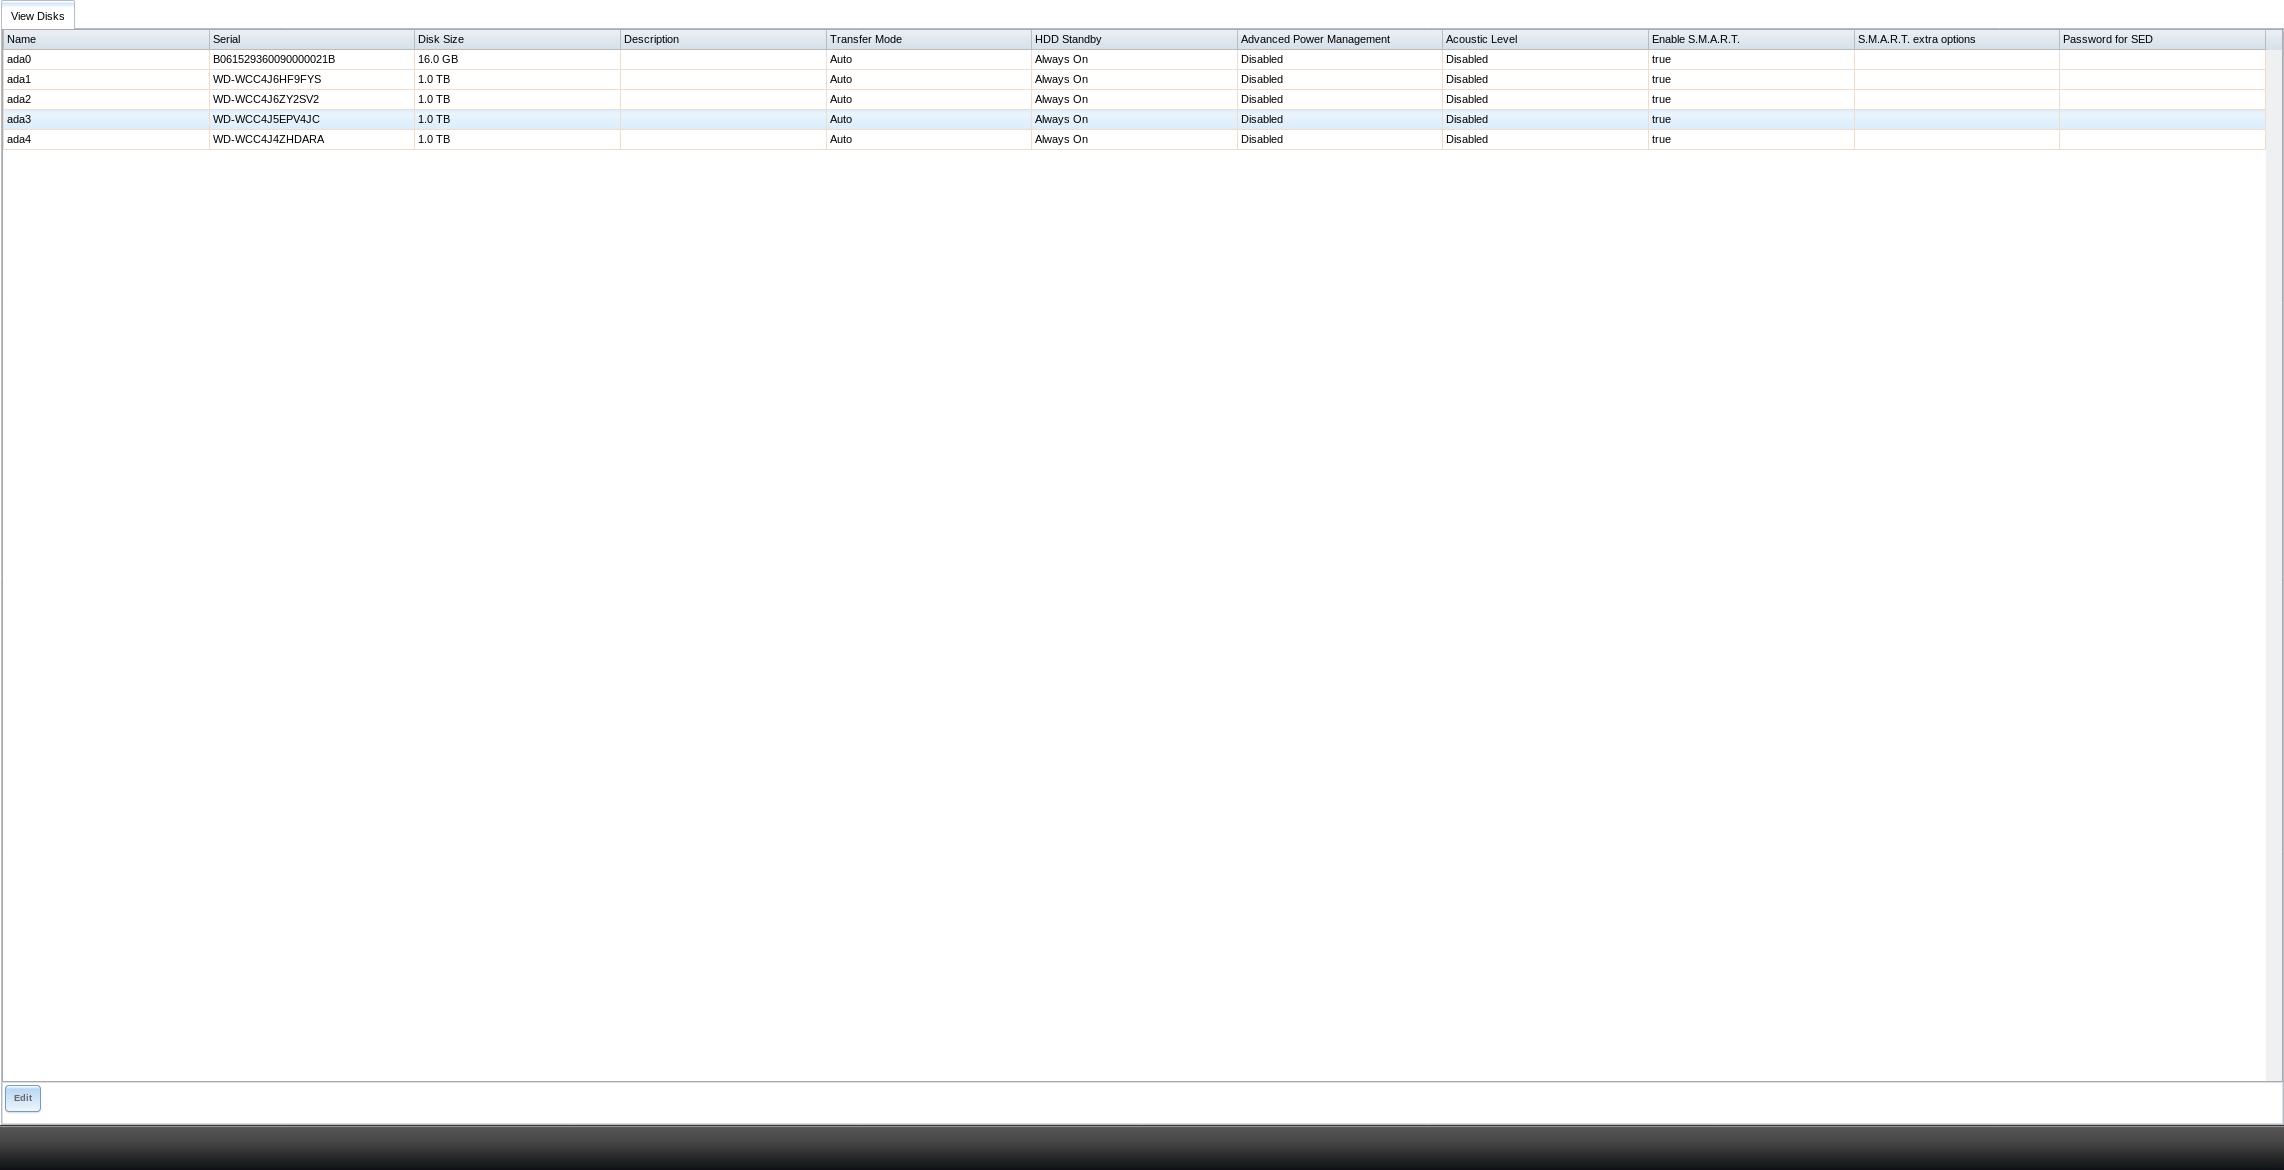 View Disks
Name Serial Disk Size Description Transfer Mode HDD Standby Advanced Power Management Acoustic Level Enable S.M.A.R.T. S.M.A.R.T. extra options Password for SED
ada0 B061529360090000021B 16.0 GB Auto Always On Disabled Disabled true
ada1 WD-WCC4J6HF9FYS 1.0 TB Auto Always On Disabled Disabled true
ada2 WD-WCC4J6ZY2SV2 1.0 TB Auto Always On Disabled Disabled true
ada3 WD-WCC4J5EPV4JC 1.0 TB Auto Always On Disabled Disabled true
ada4 WD-WCC4J4ZHDARA 1.0 TB Auto Always On Disabled Disabled true
Edit